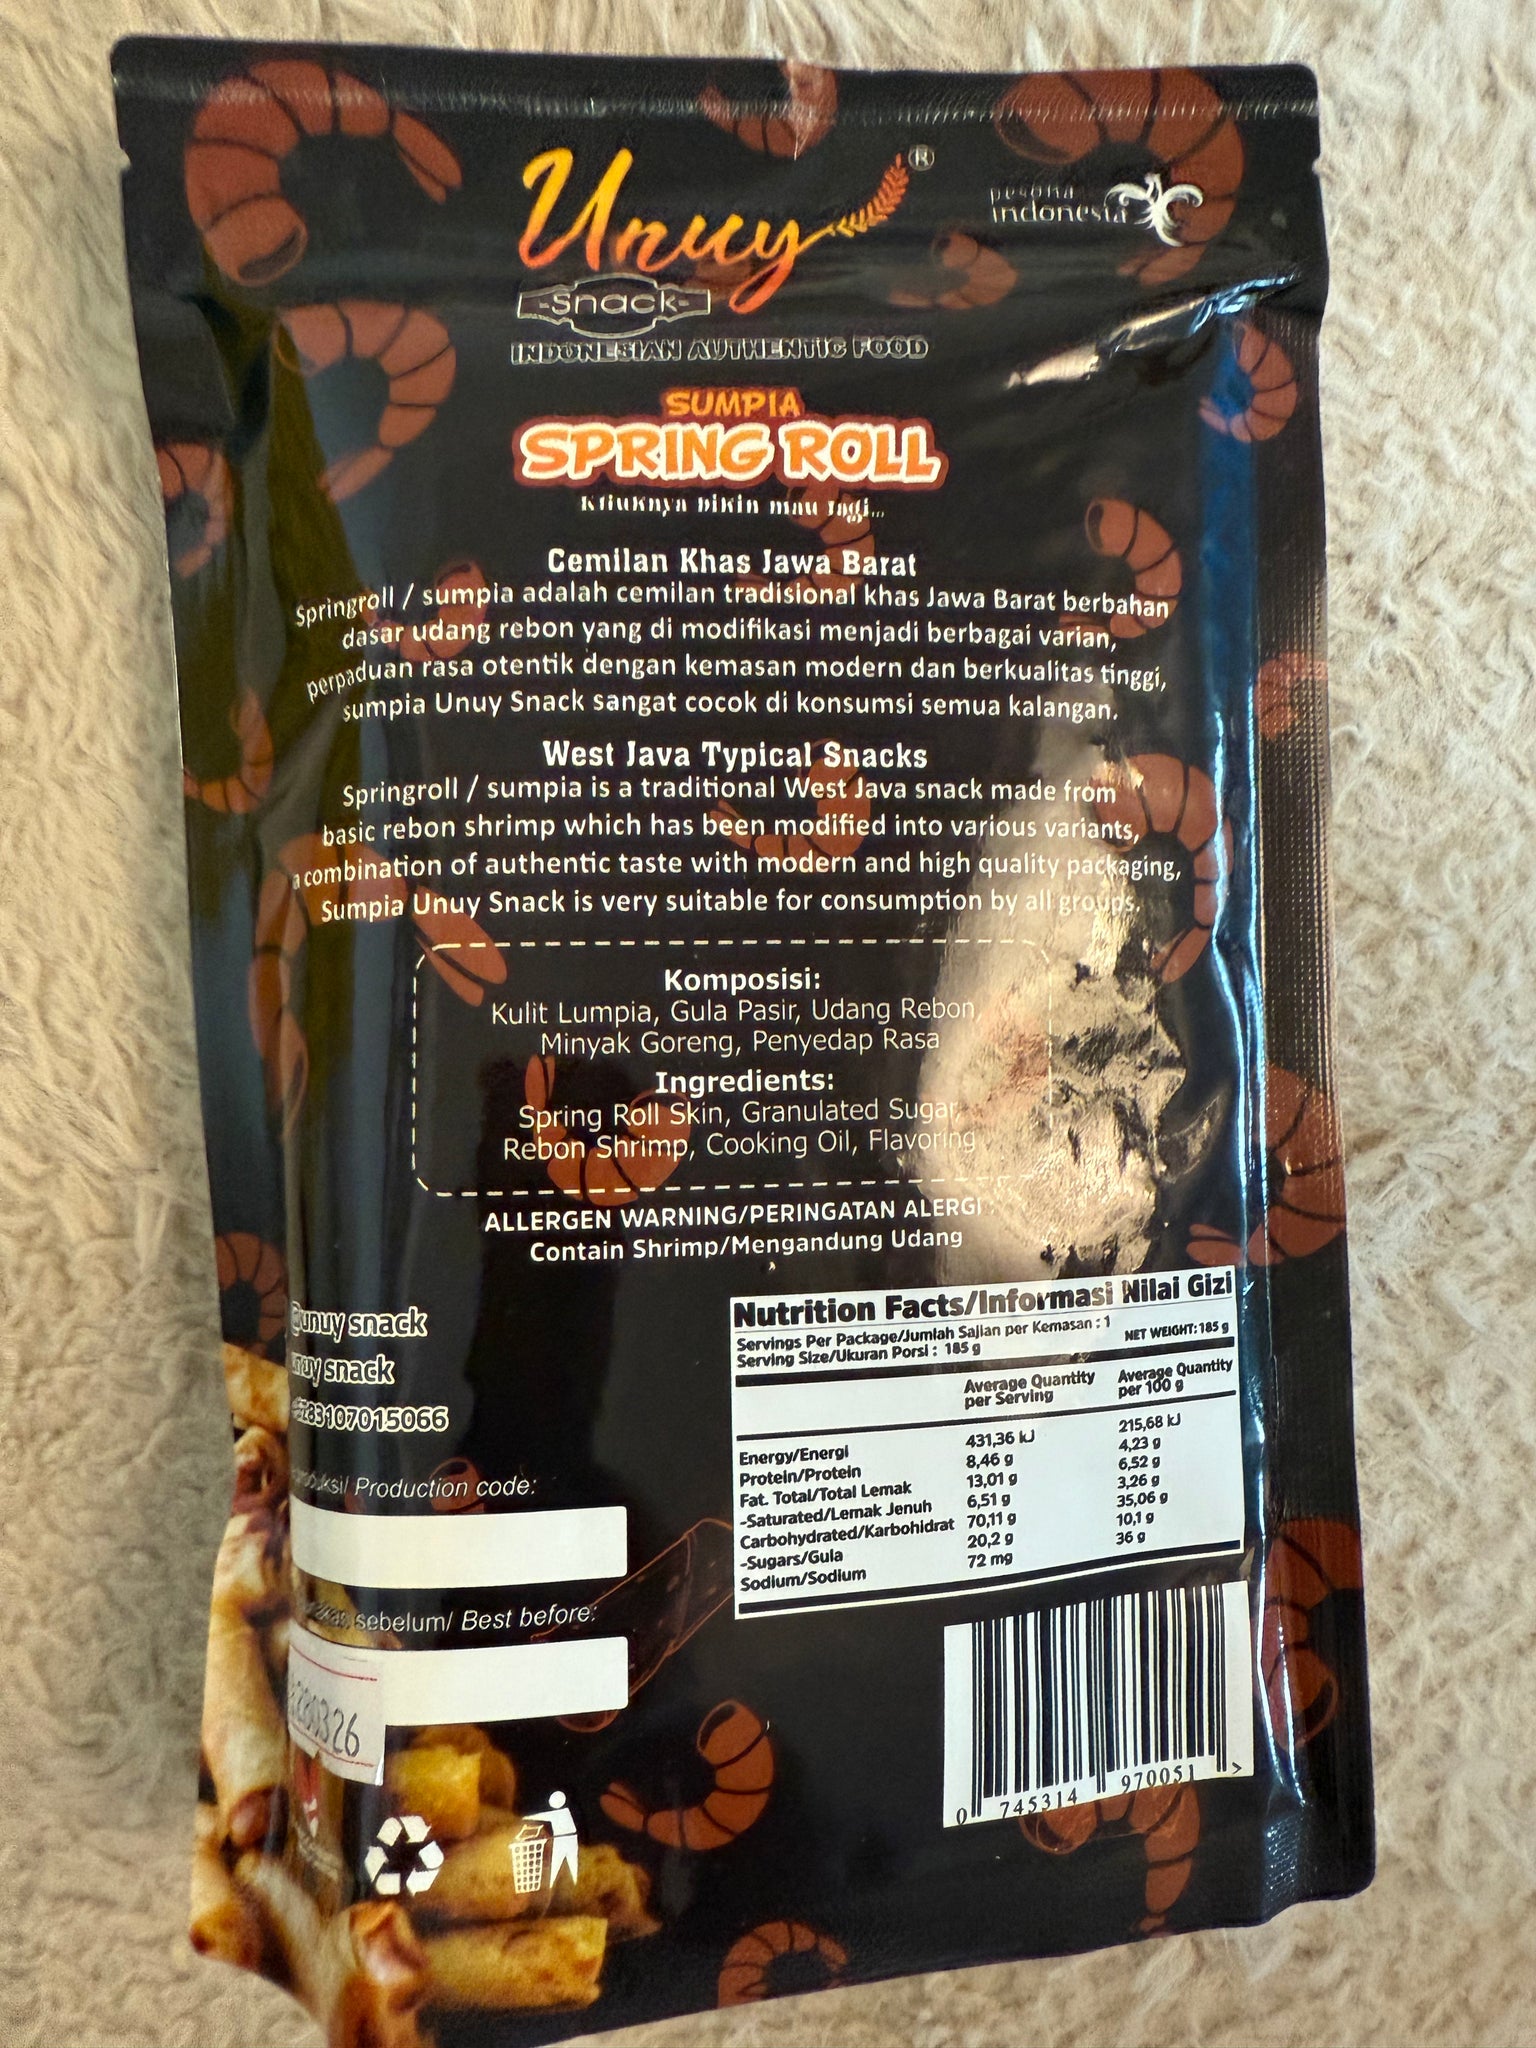 Unuy ®
pesona
indonesia
-Snack-
INDONESIAN AUTHENTIC FOOD
SUMPIA
SPRING ROLL
Kriuknya bikin mau lagi...
Cemilan Khas Jawa Barat
Springroll / sumpia adalah cemilan tradisional khas Jawa Barat berbahan
dasar udang rebon yang di modifikasi menjadi berbagai varian,
perpaduan rasa otentik dengan kemasan modern dan berkualitas tinggi,
sumpia Unuy Snack sangat cocok di konsumsi semua kalangan.
West Java Typical Snacks
Springroll / sumpia is a traditional West Java snack made from
basic rebon shrimp which has been modified into various variants,
a combination of authentic taste with modern and high quality packaging,
Sumpia Unuy Snack is very suitable for consumption by all groups.
Komposisi:
Kulit Lumpia, Gula Pasir, Udang Rebon,
Minyak Goreng, Penyedap Rasa
Ingredients:
Spring Roll Skin, Granulated Sugar,
Rebon Shrimp, Cooking Oil, Flavoring
ALLERGEN WARNING/PERINGATAN ALERGI :
Contain Shrimp/Mengandung Udang
@unuy snack
unuy snack
83107015066
Production code:
sebelum/ Best before:
Nutrition Facts/Informasi Nilai Gizi
Servings Per Package/Jumlah Sajian per Kemasan : 1
Serving Size/Ukuran Porsi : 185 g
NET WEIGHT: 185 g
Average Quantity per Serving Average Quantity per 100 g
Energy/Energi 431,36 kJ 215,68 kJ
Protein/Protein 8,46 g 4,23 g
Fat. Total/Total Lemak 13,01 g 6,52 g
-Saturated/Lemak Jenuh 6,51 g 3,26 g
Carbohydrated/Karbohidrat 70,11 g 35,06 g
-Sugars/Gula 20,2 g 10,1 g
Sodium/Sodium 72 mg 36 g
0 745314 970051 >